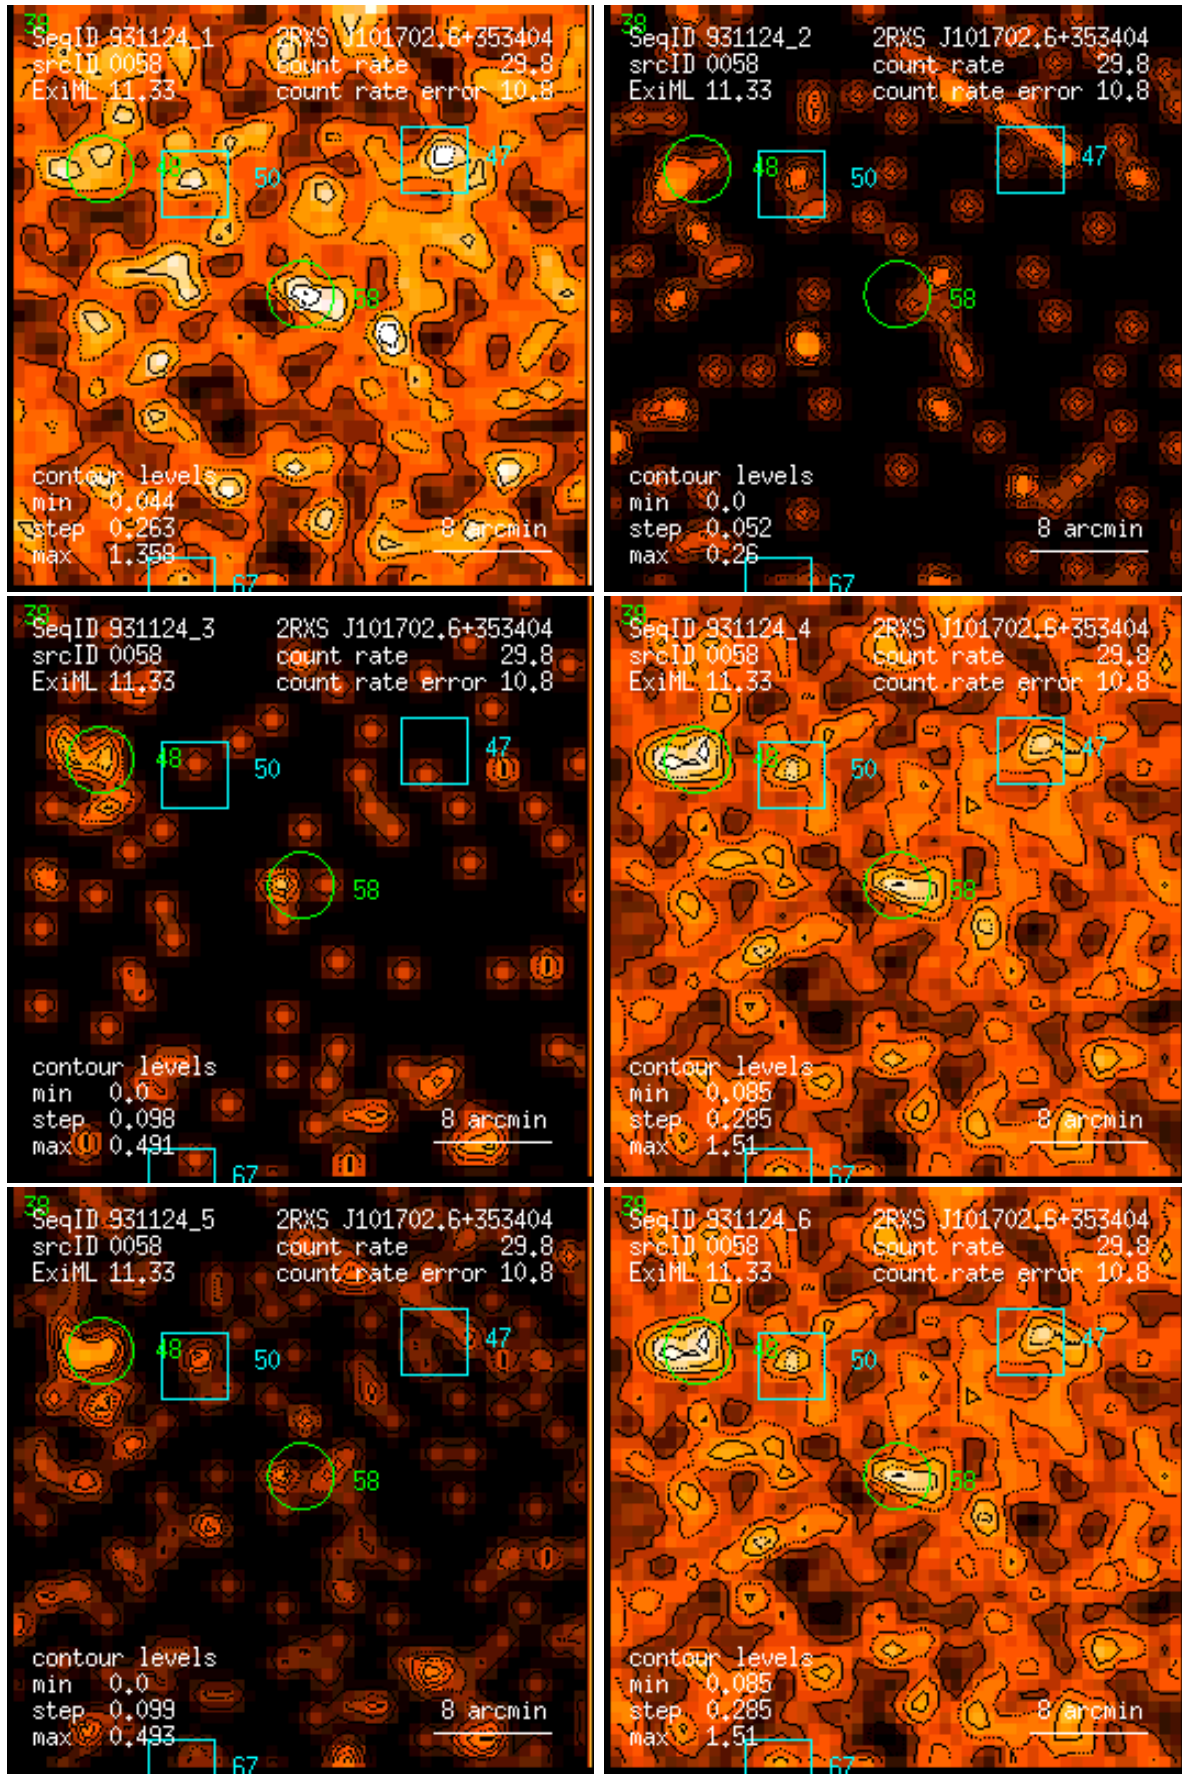 38
SeqID 931124_1 2RXS J101702.6+353404
srcID 0058 count rate 29.8
ExiML 11.33 count rate error 10.8
48 50 47
58
contour levels
min 0.044
step 0.263 8 arcmin
max 1.358
67
38
SeqID 931124_2 2RXS J101702.6+353404
srcID 0058 count rate 29.8
ExiML 11.33 count rate error 10.8
48 50 47
58
contour levels
min 0.0
step 0.052 8 arcmin
max 0.26
67
38
SeqID 931124_3 2RXS J101702.6+353404
srcID 0058 count rate 29.8
ExiML 11.33 count rate error 10.8
48 50 47
58
contour levels
min 0.0
step 0.098 8 arcmin
max 0.491
67
38
SeqID 931124_4 2RXS J101702.6+353404
srcID 0058 count rate 29.8
ExiML 11.33 count rate error 10.8
48 50 47
58
contour levels
min 0.085
step 0.285 8 arcmin
max 1.51
67
38
SeqID 931124_5 2RXS J101702.6+353404
srcID 0058 count rate 29.8
ExiML 11.33 count rate error 10.8
48 50 47
58
contour levels
min 0.0
step 0.099 8 arcmin
max 0.493
67
38
SeqID 931124_6 2RXS J101702.6+353404
srcID 0058 count rate 29.8
ExiML 11.33 count rate error 10.8
48 50 47
58
contour levels
min 0.085
step 0.285 8 arcmin
max 1.51
67